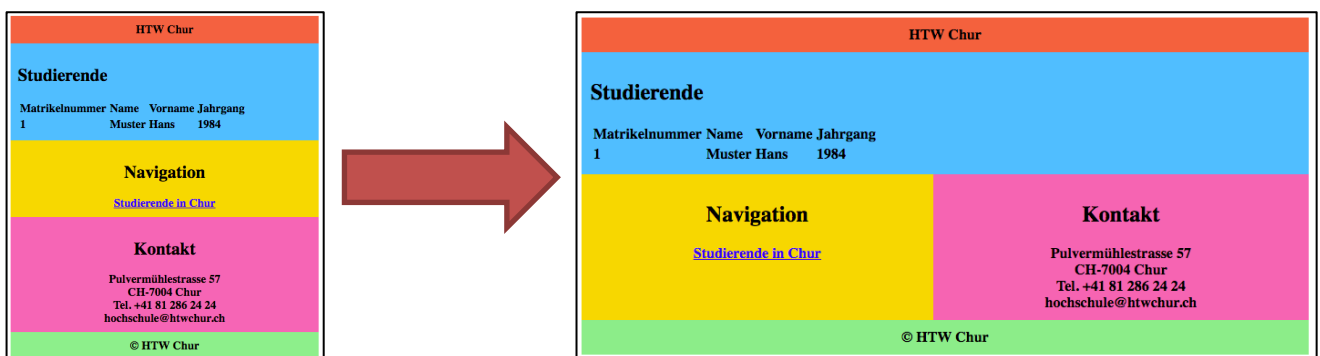 HTW Chur
Studierende
Matrikelnummer Name Vorname Jahrgang
1 Muster Hans 1984
Navigation
Studierende in Chur
Kontakt
Pulvermühlestrasse 57
CH-7004 Chur
Tel. +41 81 286 24 24
hochschule@htwchur.ch
© HTW Chur
HTW Chur
Studierende
Matrikelnummer Name Vorname Jahrgang
1 Muster Hans 1984
Navigation
Studierende in Chur
Kontakt
Pulvermühlestrasse 57
CH-7004 Chur
Tel. +41 81 286 24 24
hochschule@htwchur.ch
© HTW Chur